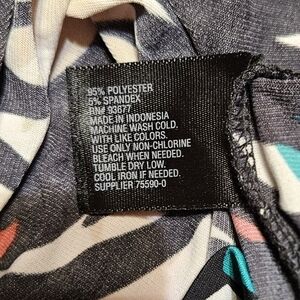 95% POLYESTER
5% SPANDEX
RN# 93677
MADE IN INDONESIA
MACHINE WASH COLD.
WITH LIKE COLORS.
USE ONLY NON-CHLORINE
BLEACH WHEN NEEDED.
TUMBLE DRY LOW.
COOL IRON IF NEEDED.
SUPPLIER 75590-0